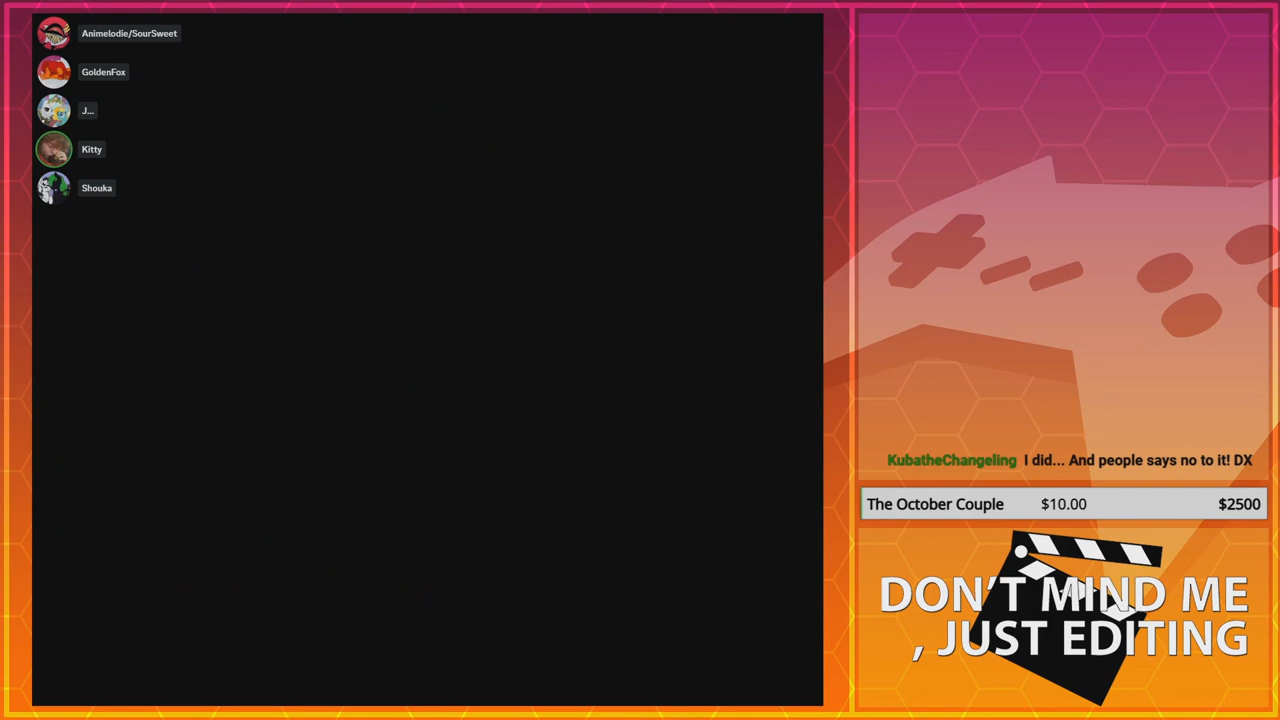 Animelodie/SourSweet
GoldenFox
J...
Kitty
Shouka
KubatheChangeling I did... And people says no to it! DX
The October Couple $10.00 $2500
DON'T MIND ME
, JUST EDITING